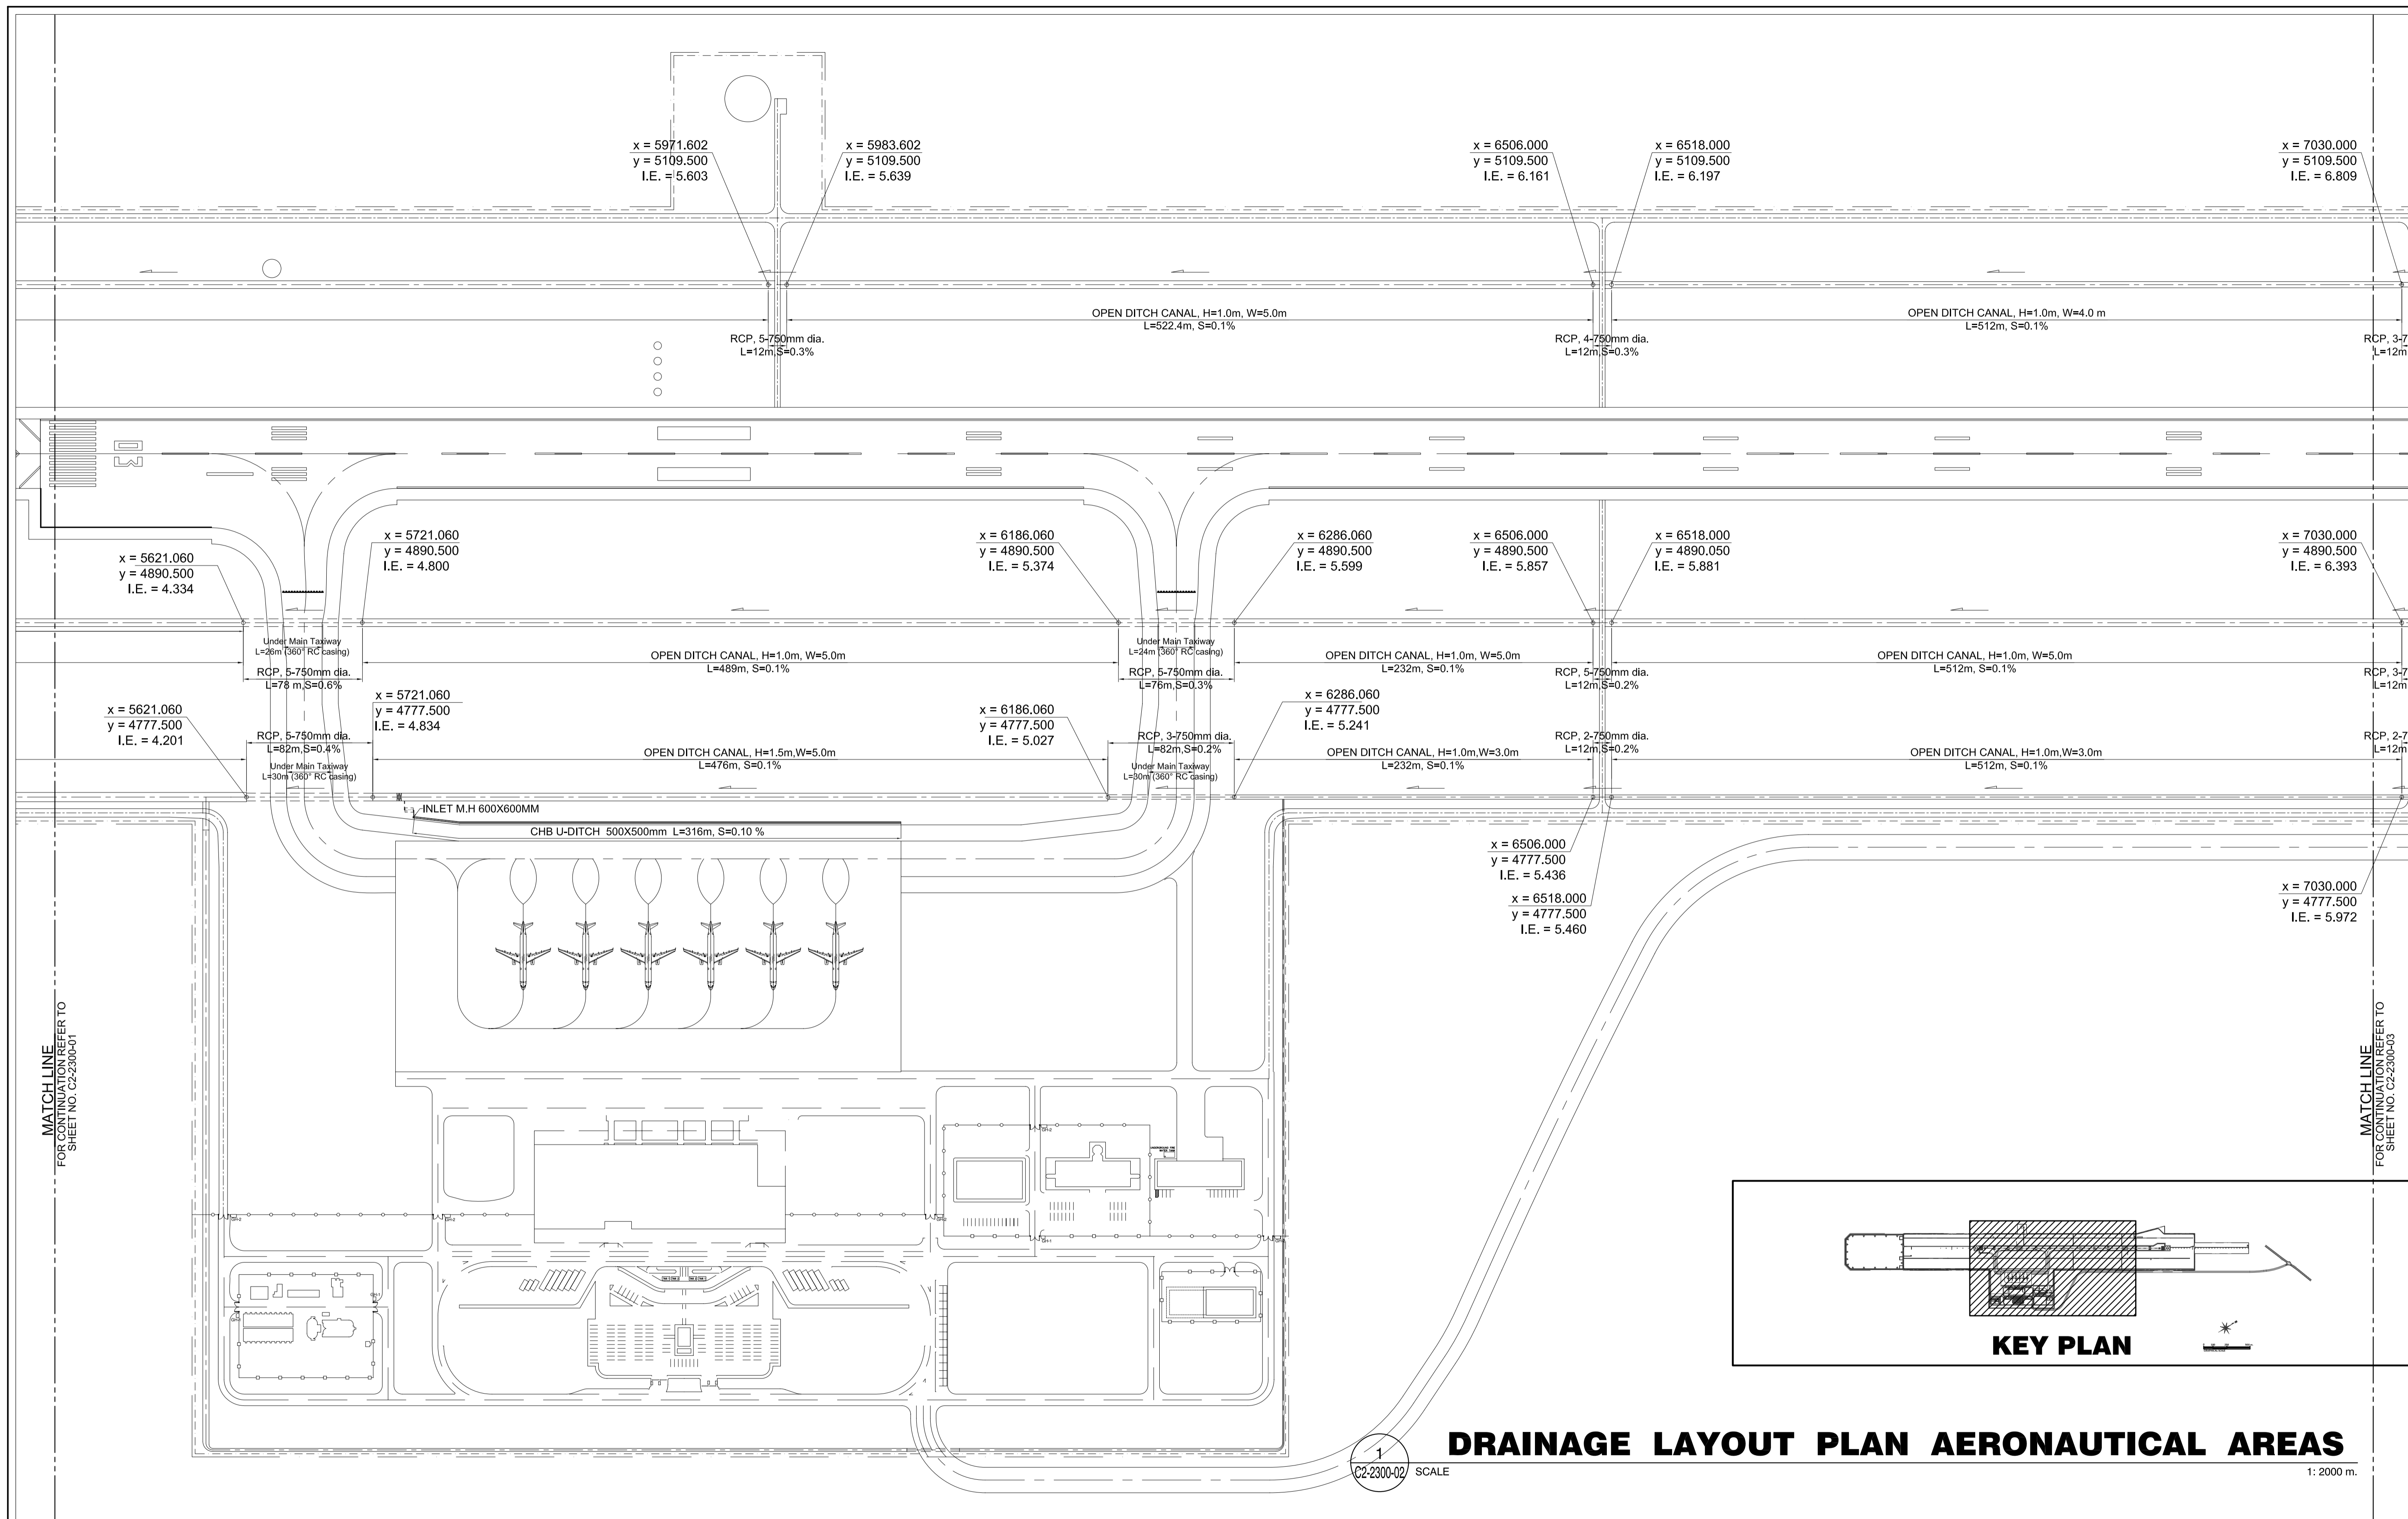 x = 5971.602
y = 5109.500
I.E. = 5.603
x = 5983.602
y = 5109.500
I.E. = 5.639
x = 6506.000
y = 5109.500
I.E. = 6.161
x = 6518.000
y = 5109.500
I.E. = 6.197
x = 7030.000
y = 5109.500
I.E. = 6.809
OPEN DITCH CANAL, H=1.0m, W=5.0m
L=522.4m, S=0.1%
OPEN DITCH CANAL, H=1.0m, W=4.0 m
L=512m, S=0.1%
RCP, 5-750mm dia.
L=12m,S=0.3%
RCP, 4-750mm dia.
L=12m,S=0.3%
RCP, 3-7
L=12m
x = 5621.060
y = 4890.500
I.E. = 4.334
x = 5721.060
y = 4890.500
I.E. = 4.800
x = 6186.060
y = 4890.500
I.E. = 5.374
x = 6286.060
y = 4890.500
I.E. = 5.599
x = 6506.000
y = 4890.500
I.E. = 5.857
x = 6518.000
y = 4890.050
I.E. = 5.881
x = 7030.000
y = 4890.500
I.E. = 6.393
Under Main Taxiway
L=26m (360° RC casing)
RCP, 5-750mm dia.
L=78 m,S=0.6%
OPEN DITCH CANAL, H=1.0m, W=5.0m
L=489m, S=0.1%
Under Main Taxiway
L=24m (360° RC casing)
RCP, 5-750mm dia.
L=76m,S=0.3%
OPEN DITCH CANAL, H=1.0m, W=5.0m
L=232m, S=0.1%
RCP, 5-750mm dia.
L=12m,S=0.2%
OPEN DITCH CANAL, H=1.0m, W=5.0m
L=512m, S=0.1%
RCP, 3-7
L=12m
x = 5621.060
y = 4777.500
I.E. = 4.201
x = 5721.060
y = 4777.500
I.E. = 4.834
x = 6186.060
y = 4777.500
I.E. = 5.027
x = 6286.060
y = 4777.500
I.E. = 5.241
RCP, 5-750mm dia.
L=82m,S=0.4%
Under Main Taxiway
L=30m (360° RC casing)
OPEN DITCH CANAL, H=1.5m,W=5.0m
L=476m, S=0.1%
RCP, 3-750mm dia.
L=82m,S=0.2%
Under Main Taxiway
L=30m (360° RC casing)
OPEN DITCH CANAL, H=1.0m,W=3.0m
L=232m, S=0.1%
RCP, 2-750mm dia.
L=12m,S=0.2%
OPEN DITCH CANAL, H=1.0m,W=3.0m
L=512m, S=0.1%
RCP, 2-7
L=12m
INLET M.H 600X600MM
CHB U-DITCH 500X500mm L=316m, S=0.10 %
x = 6506.000
y = 4777.500
I.E. = 5.436
x = 6518.000
y = 4777.500
I.E. = 5.460
x = 7030.000
y = 4777.500
I.E. = 5.972
MATCH LINE
FOR CONTINUATION REFER TO
SHEET NO. C2-2300-01
MATCH LINE
FOR CONTINUATION REFER TO
SHEET NO. C2-2300-03
KEY PLAN
1
C2-2300-02
DRAINAGE LAYOUT PLAN AERONAUTICAL AREAS
SCALE
1: 2000 m.